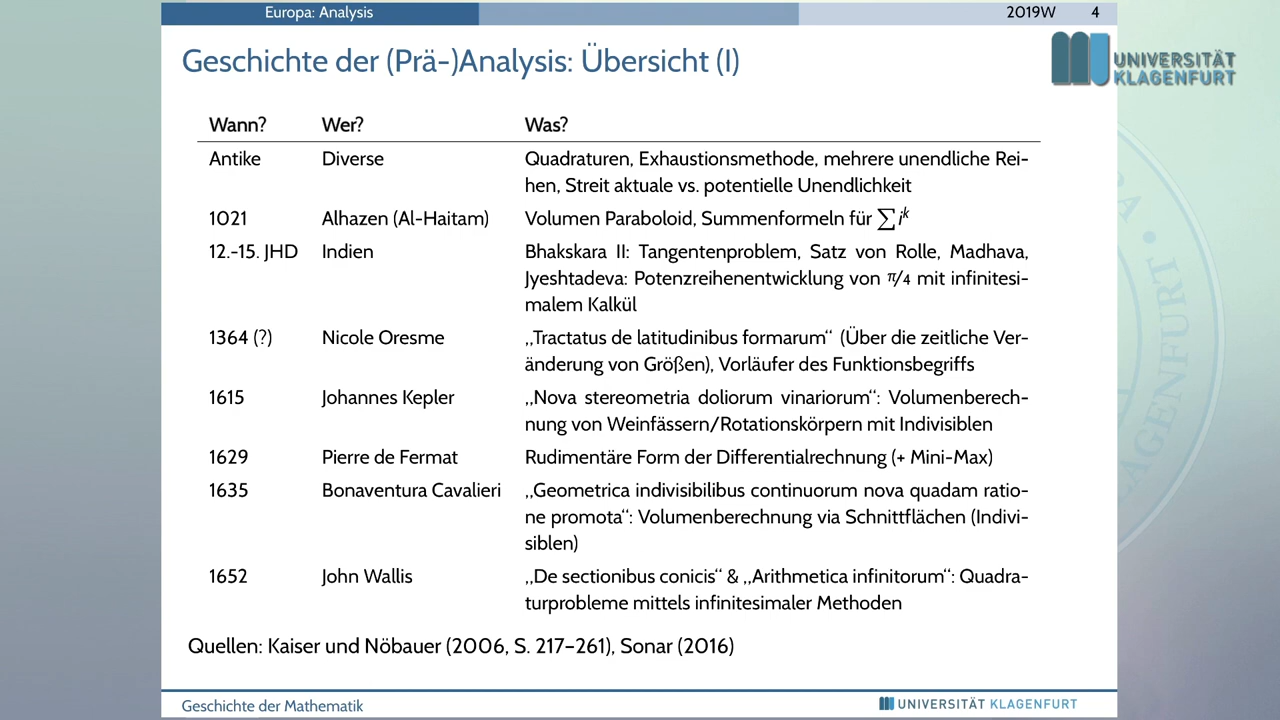 Europa: Analysis 2019W 4
Geschichte der (Prä-)Analysis: Übersicht (I)
UNIVERSITÄT
KLAGENFURT
Wann? Wer? Was?
Antike Diverse Quadraturen, Exhaustionsmethode, mehrere unendliche Rei-
hen, Streit aktuale vs. potentielle Unendlichkeit
1021 Alhazen (Al-Haitam) Volumen Paraboloid, Summenformeln für ∑ iᵏ
12.-15. JHD Indien Bhakskara II: Tangentenproblem, Satz von Rolle, Madhava,
Jyeshtadeva: Potenzreihenentwicklung von π/4 mit infinitesi-
malem Kalkül
1364 (?) Nicole Oresme „Tractatus de latitudinibus formarum“ (Über die zeitliche Ver-
änderung von Größen), Vorläufer des Funktionsbegriffs
1615 Johannes Kepler „Nova stereometria doliorum vinariorum“: Volumenberech-
nung von Weinfässern/Rotationskörpern mit Indivisiblen
1629 Pierre de Fermat Rudimentäre Form der Differentialrechnung (+ Mini-Max)
1635 Bonaventura Cavalieri „Geometrica indivisibilibus continuorum nova quadam ratio-
ne promota“: Volumenberechnung via Schnittflächen (Indivi-
siblen)
1652 John Wallis „De sectionibus conicis“ & „Arithmetica infinitorum“: Quadra-
turprobleme mittels infinitesimaler Methoden
Quellen: Kaiser und Nöbauer (2006, S. 217–261), Sonar (2016)
Geschichte der Mathematik UNIVERSITÄT KLAGENFURT
KLAGENFURT